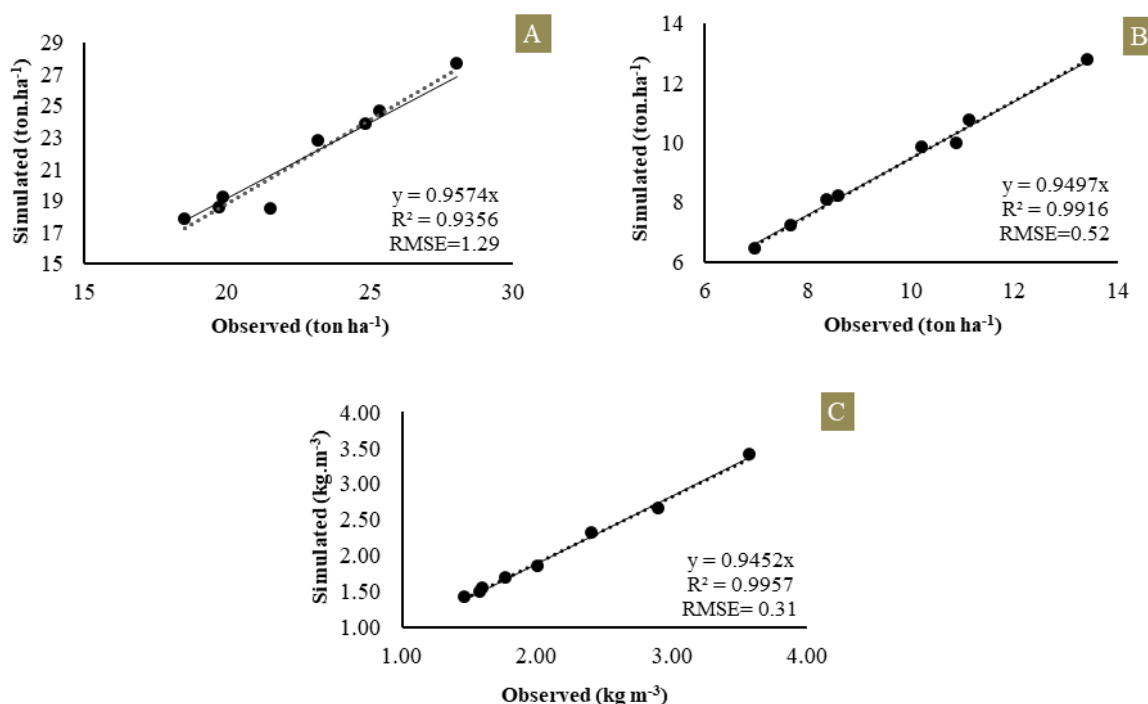 A
29
27
25
23
21
19
17
15
Simulated (ton.ha-1)
y = 0.9574x
R² = 0.9356
RMSE=1.29
15 20 25 30
Observed (ton ha-1)
B
14
12
10
8
6
Simulated (ton.ha-1)
y = 0.9497x
R² = 0.9916
RMSE=0.52
6 8 10 12 14
Observed (ton ha-1)
C
4.00
3.50
3.00
2.50
2.00
1.50
1.00
Simulated (kg.m-3)
y = 0.9452x
R² = 0.9957
RMSE= 0.31
1.00 2.00 3.00 4.00
Observed (kg m-3)